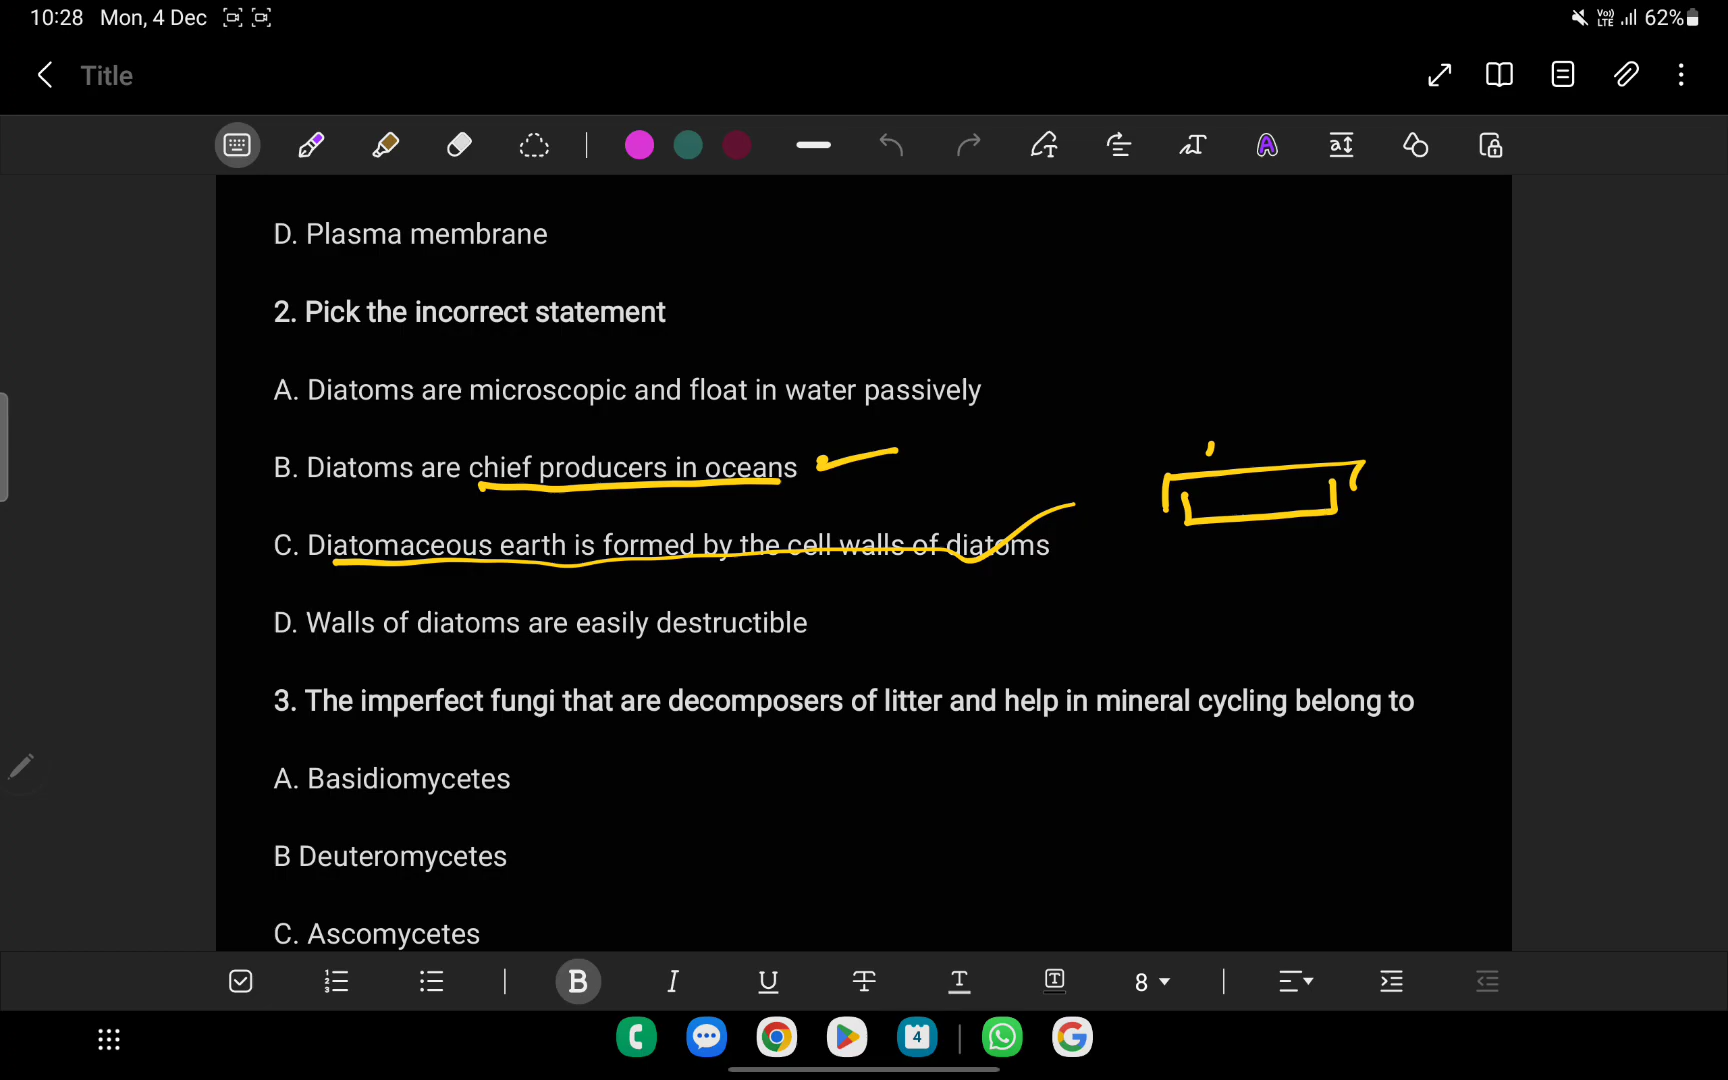 10:28 Mon, 4 Dec
Vo)) LTE 62%
Title
D. Plasma membrane
2. Pick the incorrect statement
A. Diatoms are microscopic and float in water passively
B. Diatoms are chief producers in oceans
C. Diatomaceous earth is formed by the cell walls of diatoms
D. Walls of diatoms are easily destructible
3. The imperfect fungi that are decomposers of litter and help in mineral cycling belong to
A. Basidiomycetes
B Deuteromycetes
C. Ascomycetes
B I U T T T 8
4